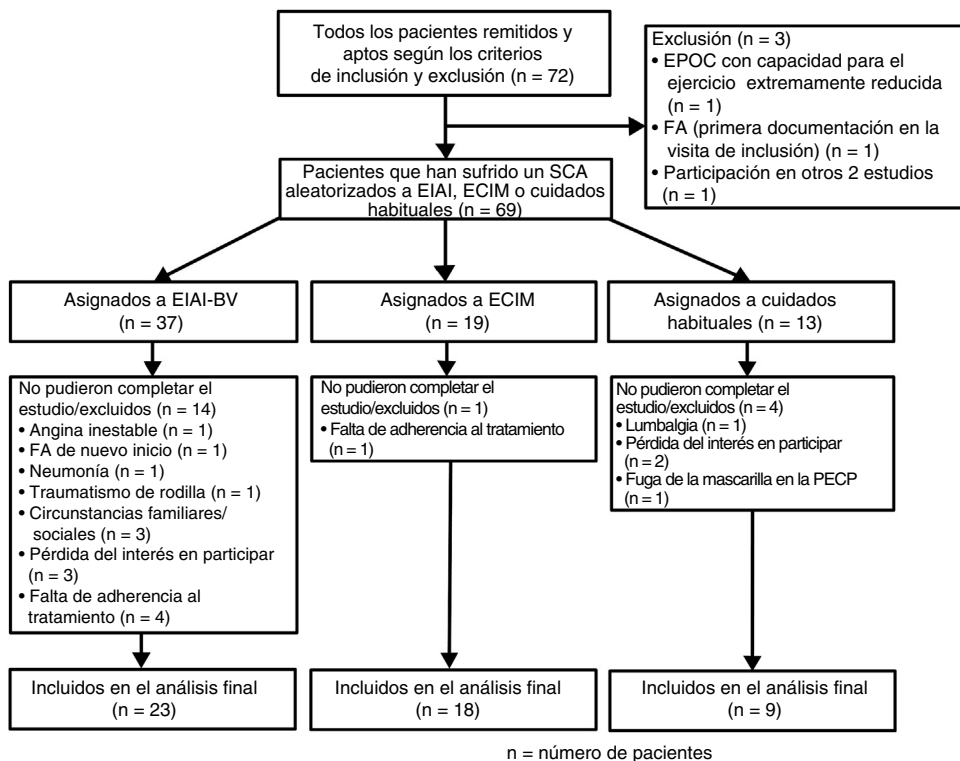 Todos los pacientes remitidos y
aptos según los criterios
de inclusión y exclusión (n = 72)
Exclusión (n = 3)
• EPOC con capacidad para el
ejercicio extremamente reducida
(n = 1)
• FA (primera documentación en la
visita de inclusión) (n = 1)
• Participación en otros 2 estudios
(n = 1)
Pacientes que han sufrido un SCA
aleatorizados a EIAI, ECIM o cuidados
habituales (n = 69)
Asignados a EIAI-BV
(n = 37)
Asignados a ECIM
(n = 19)
Asignados a cuidados
habituales (n = 13)
No pudieron completar el
estudio/excluidos (n = 14)
• Angina inestable (n = 1)
• FA de nuevo inicio (n = 1)
• Neumonía (n = 1)
• Traumatismo de rodilla (n = 1)
• Circunstancias familiares/
sociales (n = 3)
• Pérdida del interés en participar
(n = 3)
• Falta de adherencia al
tratamiento (n = 4)
No pudieron completar el
estudio/excluidos (n = 1)
• Falta de adherencia al tratamiento
(n = 1)
No pudieron completar el
estudio/excluidos (n = 4)
• Lumbalgia (n = 1)
• Pérdida del interés en participar
(n = 2)
• Fuga de la mascarilla en la PECP
(n = 1)
Incluidos en el análisis final
(n = 23)
Incluidos en el análisis final
(n = 18)
Incluidos en el análisis final
(n = 9)
n = número de pacientes